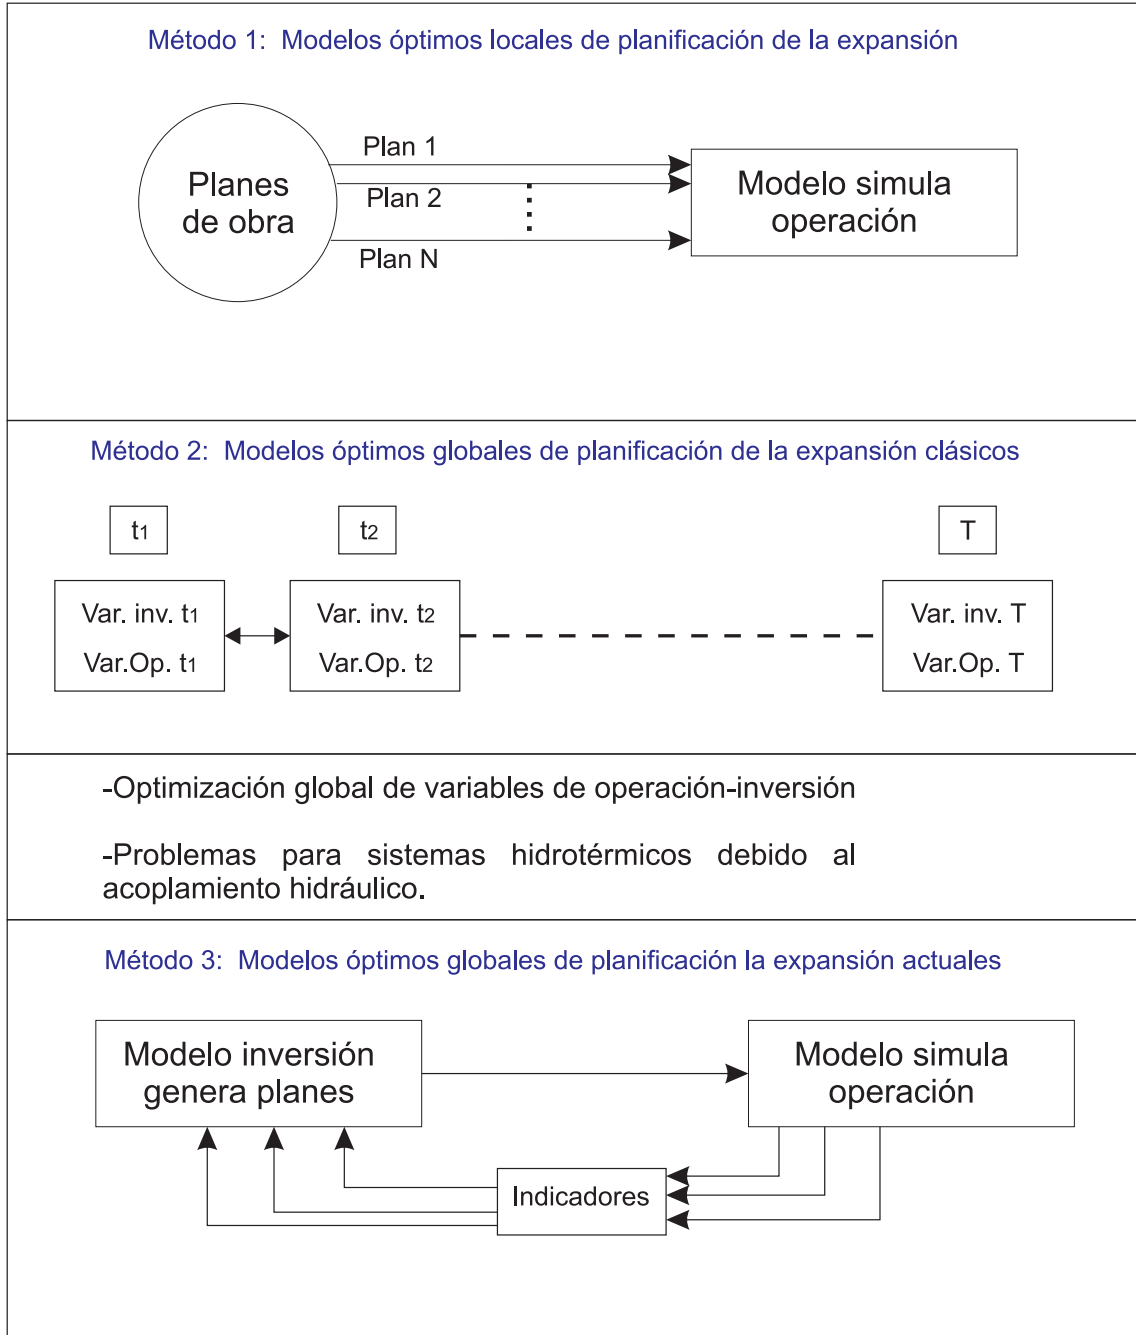 Método 1:  Modelos óptimos locales de planificación de la expansión
Planes
de obra
Plan 1
Plan 2
Plan N
Modelo simula
operación
Método 2:  Modelos óptimos globales de planificación de la expansión clásicos
t1
t2
T
Var. inv. t1
Var.Op. t1
Var. inv. t2
Var.Op. t2
Var. inv. T
Var.Op. T
-Optimización global de variables de operación-inversión
-Problemas para sistemas hidrotérmicos debido al
acoplamiento hidráulico.
Método 3:  Modelos óptimos globales de planificación la expansión actuales
Modelo inversión
genera planes
Modelo simula
operación
Indicadores